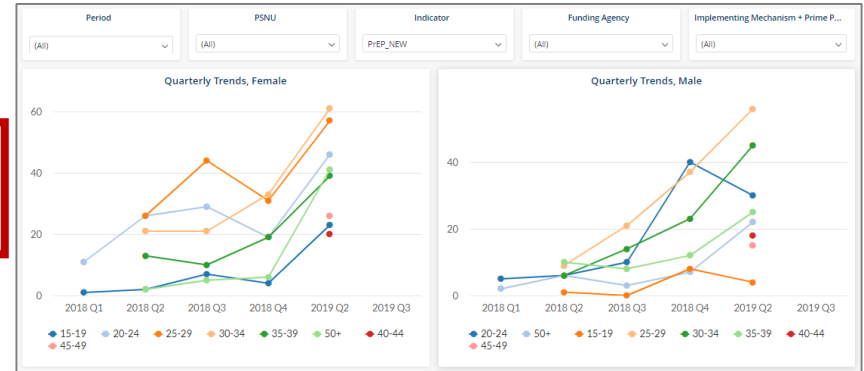 Period PSNU Indicator Funding Agency Implementing Mechanism + Prime P...
(All) (All) PrEP_NEW (All) (All)
Quarterly Trends, Female
60
40
20
0
2018 Q1 2018 Q2 2018 Q3 2018 Q4 2019 Q2 2019 Q3
15-19 20-24 25-29 30-34 35-39 50+ 40-44
45-49
Quarterly Trends, Male
40
20
0
2018 Q1 2018 Q2 2018 Q3 2018 Q4 2019 Q2 2019 Q3
20-24 50+ 15-19 25-29 30-34 35-39 40-44
45-49